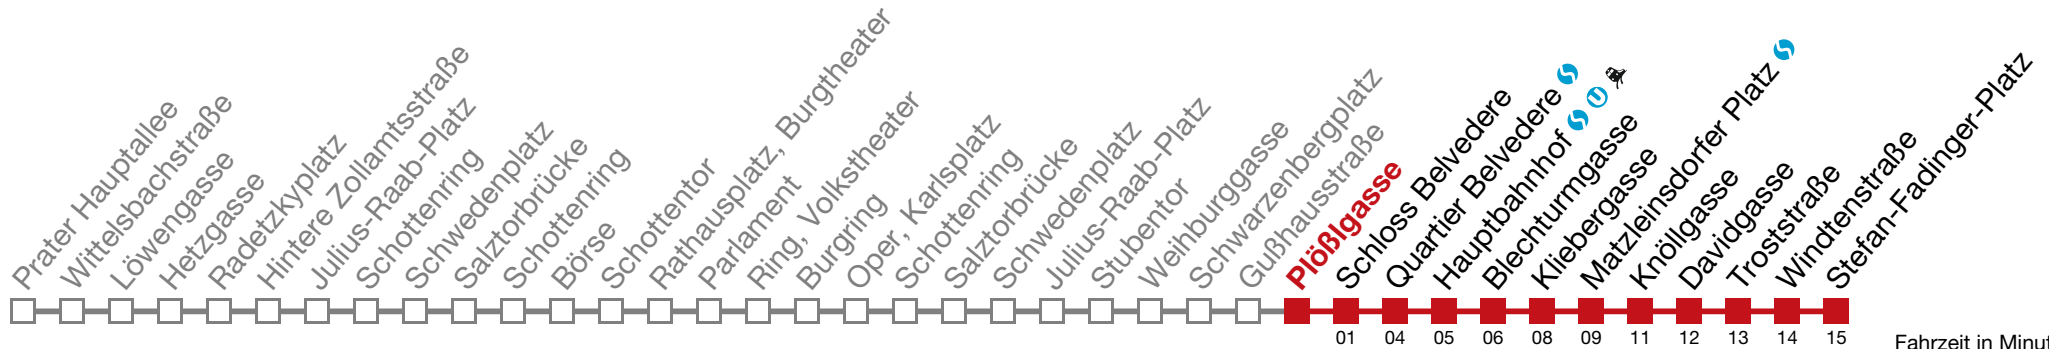 Prater Hauptallee
Wittelsbachstraße
Löwengasse
Hetzgasse
Radetzkyplatz
Hintere Zollamtsstraße
Julius-Raab-Platz
Schottenring
Schwedenplatz
Salztorbrücke
Schottenring
Börse
Schottentor
Rathausplatz, Burgtheater
Parlament
Ring, Volkstheater
Burgring
Oper, Karlsplatz
Schottenring
Salztorbrücke
Schwedenplatz
Julius-Raab-Platz
Stubentor
Weihburggasse
Schwarzenbergplatz
Gußhausstraße
Plößlgasse
Schloss Belvedere
Quartier Belvedere S
Hauptbahnhof S U
Blechturmgasse
Kliebergasse
Matzleinsdorfer Platz S
Knöllgasse
Davidgasse
Troststraße
Windtenstraße
Stefan-Fadinger-Platz
01 04 05 06 08 09 11 12 13 14 15
Fahrzeit in Minut